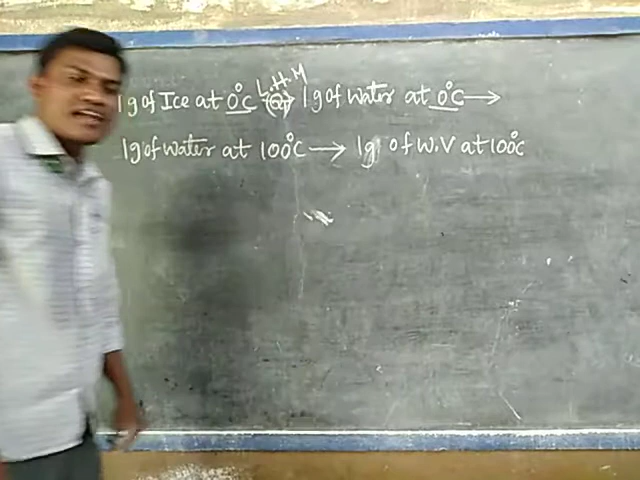 L.H.M
1g of Ice at 0°C → 1g of water at 0°C →
1g of water at 100°C → 1g of W.V at 100°C